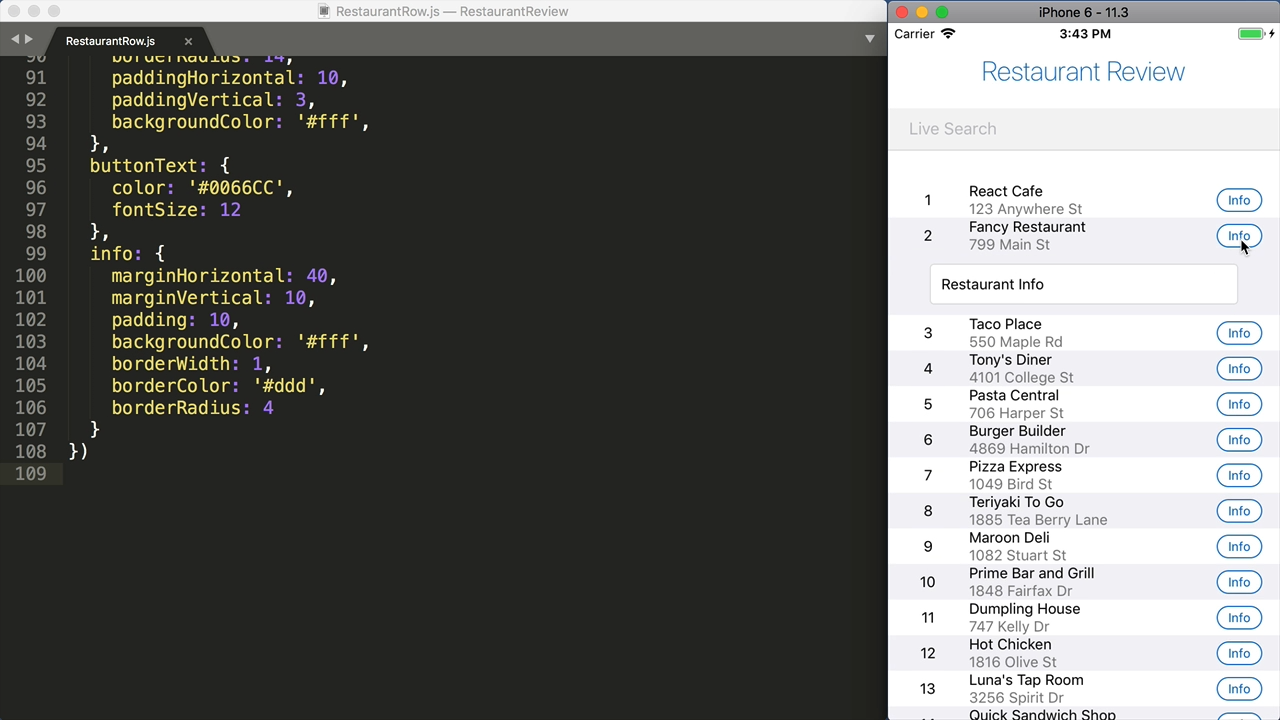 RestaurantRow.js — RestaurantReview
RestaurantRow.js ×
90 borderRadius: 14,
91 paddingHorizontal: 10,
92 paddingVertical: 3,
93 backgroundColor: '#fff',
94 },
95 buttonText: {
96 color: '#0066CC',
97 fontSize: 12
98 },
99 info: {
100 marginHorizontal: 40,
101 marginVertical: 10,
102 padding: 10,
103 backgroundColor: '#fff',
104 borderWidth: 1,
105 borderColor: '#ddd',
106 borderRadius: 4
107 }
108 })
109
iPhone 6 - 11.3
Carrier 3:43 PM
Restaurant Review
Live Search
1 React Cafe Info
123 Anywhere St
2 Fancy Restaurant Info
799 Main St
Restaurant Info
3 Taco Place Info
550 Maple Rd
4 Tony's Diner Info
4101 College St
5 Pasta Central Info
706 Harper St
6 Burger Builder Info
4869 Hamilton Dr
7 Pizza Express Info
1049 Bird St
8 Teriyaki To Go Info
1885 Tea Berry Lane
9 Maroon Deli Info
1082 Stuart St
10 Prime Bar and Grill Info
1848 Fairfax Dr
11 Dumpling House Info
747 Kelly Dr
12 Hot Chicken Info
1816 Olive St
13 Luna's Tap Room Info
3256 Spirit Dr
Quick Sandwich Shop